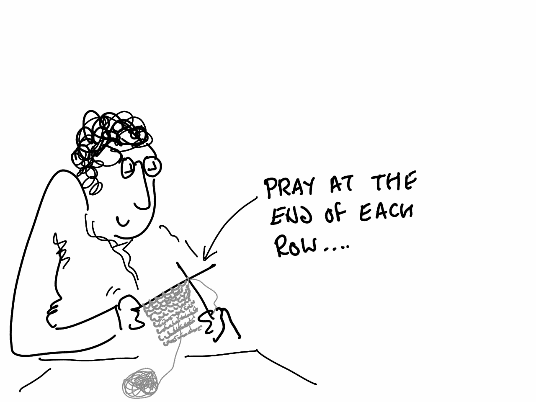 PRAY AT THE
END OF EACH
ROW....